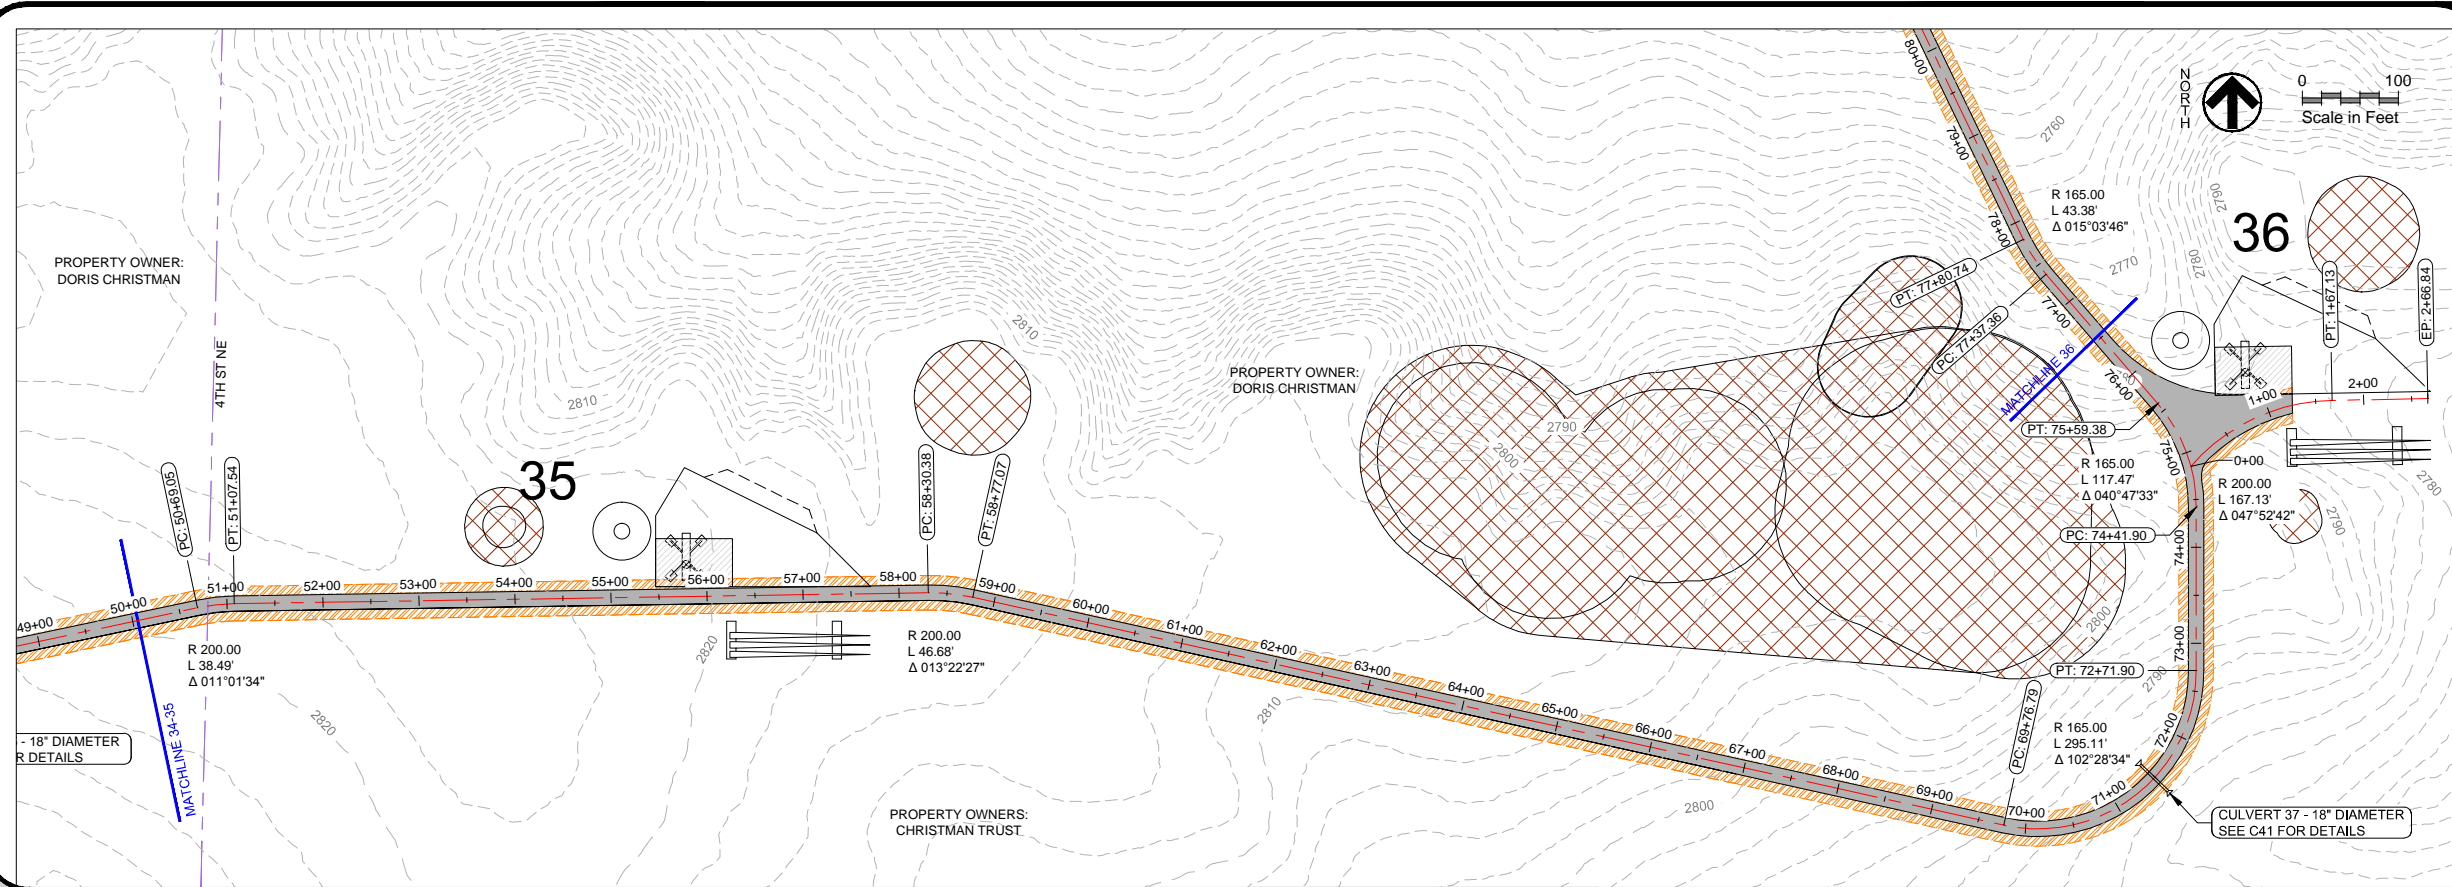 NORTH
0 100
Scale in Feet
36
35
PROPERTY OWNER:
DORIS CHRISTMAN
4TH ST NE
PROPERTY OWNER:
DORIS CHRISTMAN
PROPERTY OWNERS:
CHRISTMAN TRUST
MATCHLINE 34-35
MATCHLINE 36
- 18" DIAMETER
R DETAILS
CULVERT 37 - 18" DIAMETER
SEE C41 FOR DETAILS
PC: 50+69.05
PT: 51+07.54
PC: 58+30.38
PT: 58+77.07
PC: 69+76.79
PT: 72+71.90
PC: 74+41.90
PT: 75+59.38
PC: 77+37.36
PT: 77+80.74
PT: 1+67.13
EP: 2+66.84
R 200.00
L 38.49'
Δ 011°01'34"
R 200.00
L 46.68'
Δ 013°22'27"
R 165.00
L 295.11'
Δ 102°28'34"
R 165.00
L 117.47'
Δ 040°47'33"
R 200.00
L 167.13'
Δ 047°52'42"
R 165.00
L 43.38'
Δ 015°03'46"
49+00
50+00
51+00
52+00
53+00
54+00
55+00
56+00
57+00
58+00
59+00
60+00
61+00
62+00
63+00
64+00
65+00
66+00
67+00
68+00
69+00
70+00
71+00
72+00
73+00
74+00
75+00
76+00
77+00
78+00
79+00
80+00
0+00
1+00
2+00
2810
2810
2820
2820
2810
2800
2790
2800
2800
2790
2760
2770
2780
2790
2780
2790